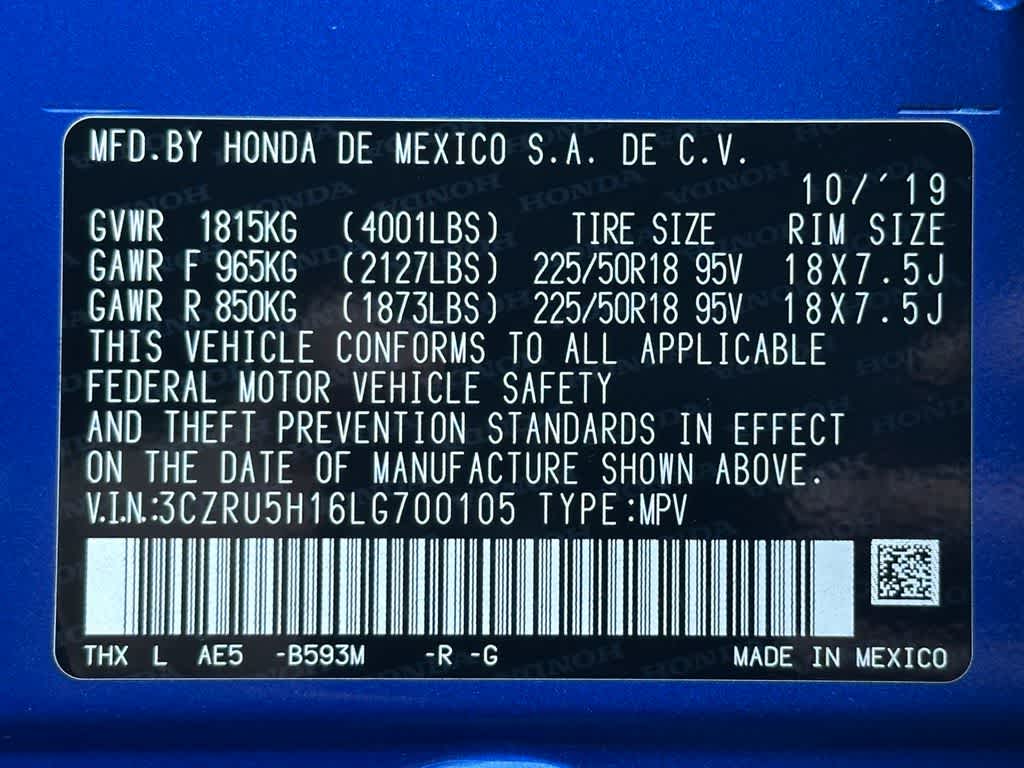 MFD.BY HONDA DE MEXICO S.A. DE C.V.
10/´19
GVWR 1815KG (4001LBS) TIRE SIZE RIM SIZE
GAWR F 965KG (2127LBS) 225/50R18 95V 18X7.5J
GAWR R 850KG (1873LBS) 225/50R18 95V 18X7.5J
THIS VEHICLE CONFORMS TO ALL APPLICABLE
FEDERAL MOTOR VEHICLE SAFETY
AND THEFT PREVENTION STANDARDS IN EFFECT
ON THE DATE OF MANUFACTURE SHOWN ABOVE.
V.I.N.:3CZRU5H16LG700105 TYPE:MPV
THX L AE5 -B593M -R -G MADE IN MEXICO